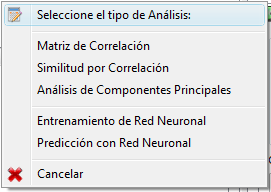 Seleccione el tipo de Análisis:
Matriz de Correlación
Similitud por Correlación
Análisis de Componentes Principales
Entrenamiento de Red Neuronal
Predicción con Red Neuronal
Cancelar